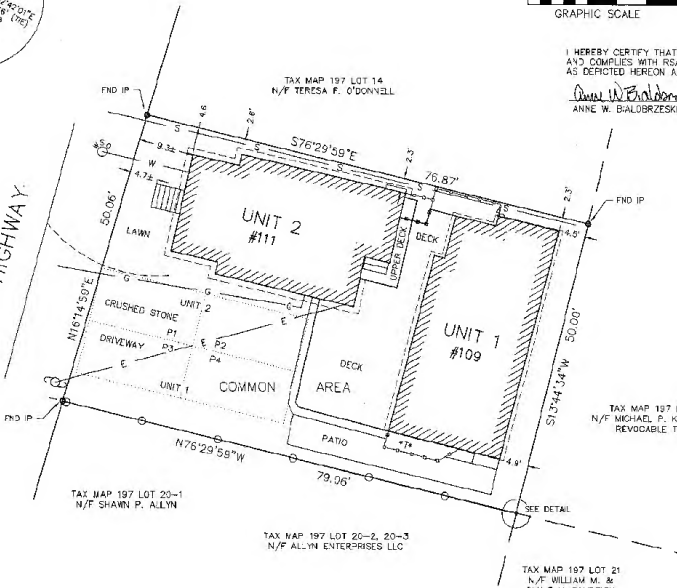 GRAPHIC SCALE
I HEREBY CERTIFY THAT
AND COMPLIES WITH RSA
AS DEPICTED HEREON A
ANNE W. BIALOBRZESKI
TAX MAP 197 LOT 14
N/F TERESA F. O'DONNELL
FND IP
4.6
2.8'
S
S76°29'59"E
2.3'
76.87'
S
S
2.3'
FND IP
4.5'
S
9.3±
W
4.7±
50.06'
HIGHWAY
LAWN
UNIT 2
#111
UPPER DECK
DECK
UNIT 1
#109
50.00'
S13°44'34"W
N16°14'59"E
G
G
G
CRUSHED STONE
UNIT 2
P1
P2
DRIVEWAY
P3
P4
E
E
E
UNIT 1
COMMON
AREA
DECK
PATIO
*T*
4.9'
FND IP
N76°29'59"W
79.06'
SEE DETAIL
TAX MAP 197
N/F MICHAEL P. K
REVOCABLE T
TAX MAP 197 LOT 20-1
N/F SHAWN P. ALLYN
TAX MAP 197 LOT 20-2, 20-3
N/F ALLYN ENTERPRISES LLC
TAX MAP 197 LOT 21
N/F WILLIAM M. &